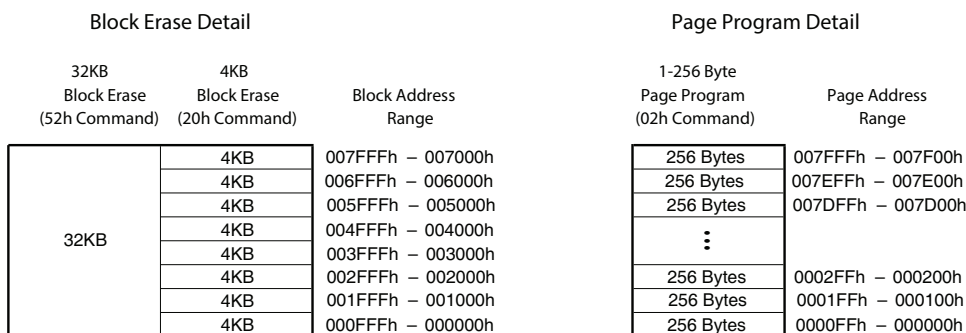 Block Erase Detail
Page Program Detail
32KB 4KB
Block Erase Block Erase Block Address
(52h Command) (20h Command) Range
1-256 Byte
Page Program Page Address
(02h Command) Range
32KB
4KB 007FFFh – 007000h
4KB 006FFFh – 006000h
4KB 005FFFh – 005000h
4KB 004FFFh – 004000h
4KB 003FFFh – 003000h
4KB 002FFFh – 002000h
4KB 001FFFh – 001000h
4KB 000FFFh – 000000h
256 Bytes 007FFFh – 007F00h
256 Bytes 007EFFh – 007E00h
256 Bytes 007DFFh – 007D00h
⋮
256 Bytes 0002FFh – 000200h
256 Bytes 0001FFh – 000100h
256 Bytes 0000FFh – 000000h